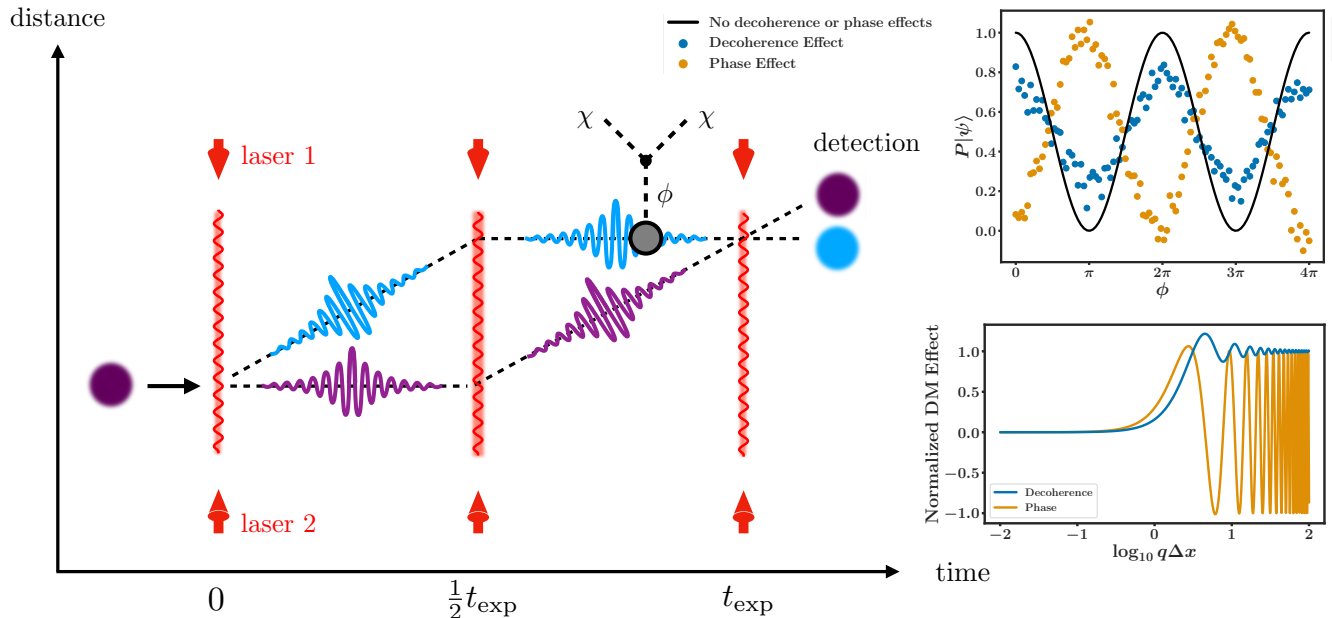 distance
No decoherence or phase effects
Decoherence Effect
Phase Effect
χ χ
ϕ
laser 1
detection
laser 2
0
½t_exp
t_exp
time
P|ψ⟩
1.0
0.8
0.6
0.4
0.2
0.0
0 π 2π 3π 4π
ϕ
Normalized DM Effect
1.0
0.5
0.0
−0.5
−1.0
Decoherence
Phase
−2 −1 0 1 2
log₁₀ qΔx